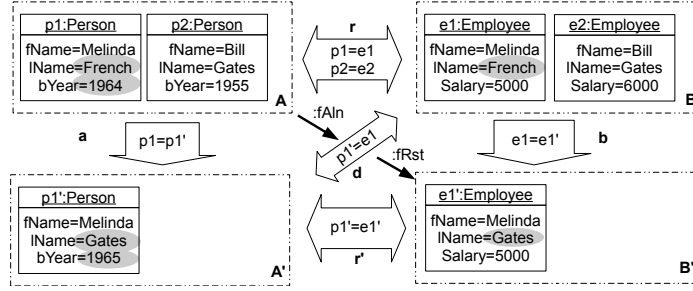 p1:Person
fName=Melinda
lName=French
bYear=1964
p2:Person
fName=Bill
lName=Gates
bYear=1955
A
r
p1=e1
p2=e2
e1:Employee
fName=Melinda
lName=French
Salary=5000
e2:Employee
fName=Bill
lName=Gates
Salary=6000
B
:fAln
a
p1=p1'
p1'=e1
d
:fRst
e1=e1'
b
p1':Person
fName=Melinda
lName=Gates
bYear=1965
A'
p1'=e1'
r'
e1':Employee
fName=Melinda
lName=Gates
Salary=5000
B'